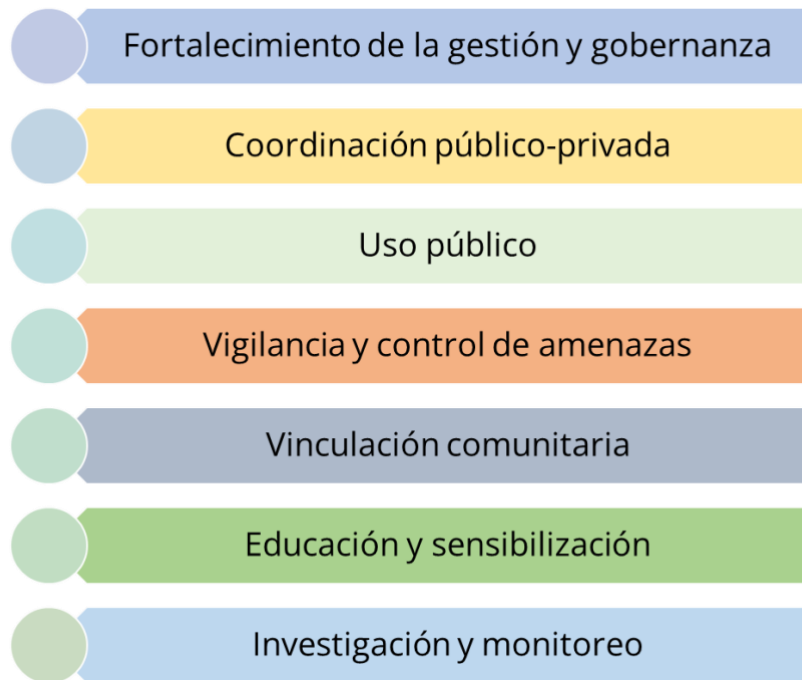 Fortalecimiento de la gestión y gobernanza
Coordinación público-privada
Uso público
Vigilancia y control de amenazas
Vinculación comunitaria
Educación y sensibilización
Investigación y monitoreo